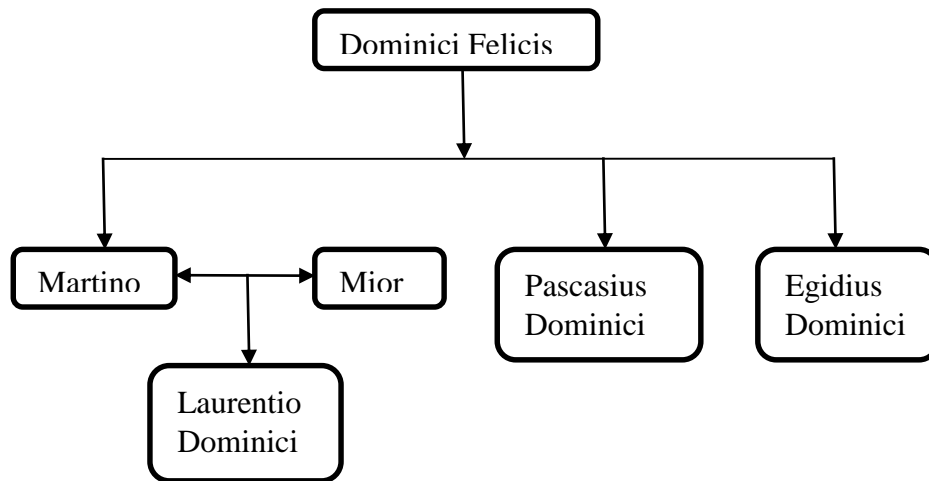 Dominici Felicis
Martino
Mior
Pascasius
Dominici
Egidius
Dominici
Laurentio
Dominici